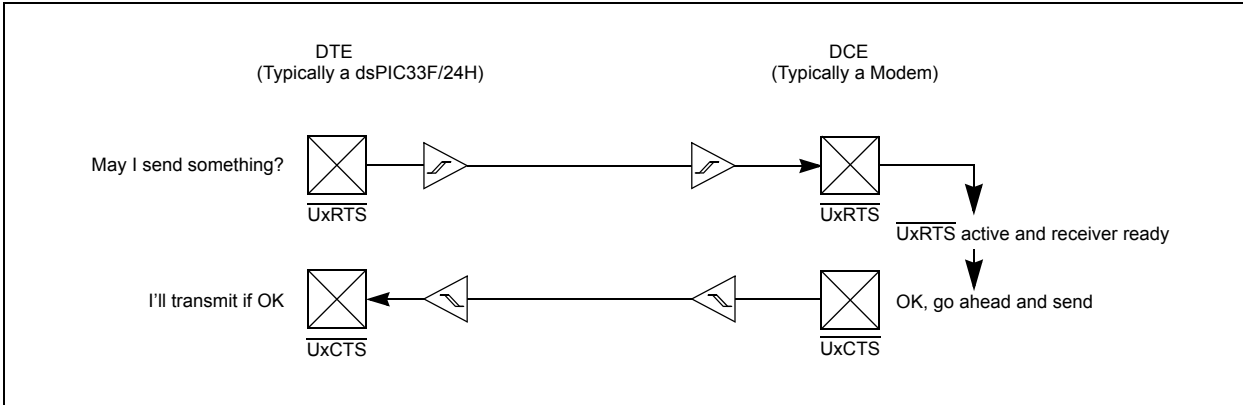 DTE
(Typically a dsPIC33F/24H)
DCE
(Typically a Modem)
May I send something?
UxRTS
UxRTS
UxRTS active and receiver ready
I'll transmit if OK
OK, go ahead and send
UxCTS
UxCTS